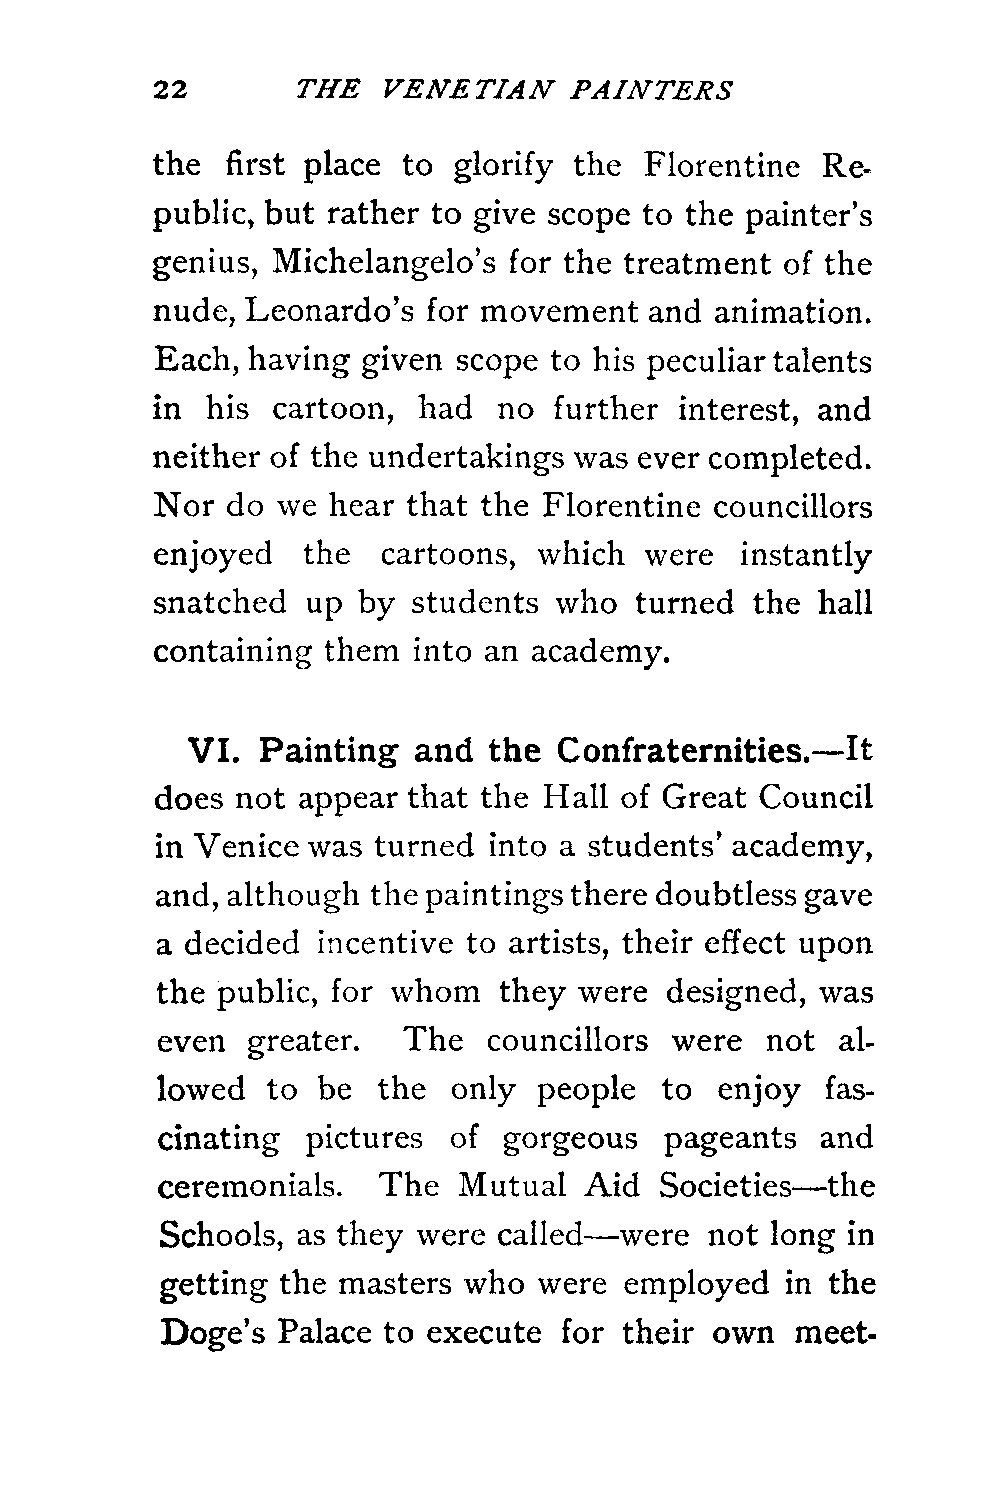 22 THE VENETIAN PAINTERS
the first place to glorify the Florentine Re-
public, but rather to give scope to the painter's
genius, Michelangelo's for the treatment of the
nude, Leonardo's for movement and animation.
Each, having given scope to his peculiar talents
in his cartoon, had no further interest, and
neither of the undertakings was ever completed.
Nor do we hear that the Florentine councillors
enjoyed the cartoons, which were instantly
snatched up by students who turned the hall
containing them into an academy.
VI. Painting and the Confraternities.—It
does not appear that the Hall of Great Council
in Venice was turned into a students' academy,
and, although the paintings there doubtless gave
a decided incentive to artists, their effect upon
the public, for whom they were designed, was
even greater. The councillors were not al-
lowed to be the only people to enjoy fas-
cinating pictures of gorgeous pageants and
ceremonials. The Mutual Aid Societies—the
Schools, as they were called—were not long in
getting the masters who were employed in the
Doge's Palace to execute for their own meet-